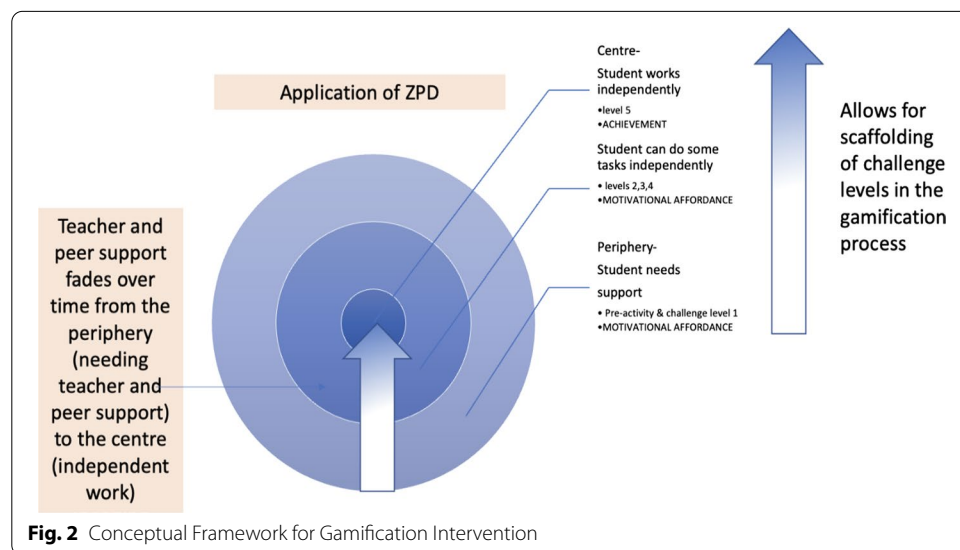 Application of ZPD
Teacher and
peer support
fades over
time from the
periphery
(needing
teacher and
peer support)
to the centre
(independent
work)
Centre-
Student works
independently
•level 5
•ACHIEVEMENT
Student can do some
tasks independently
• levels 2,3,4
•MOTIVATIONAL AFFORDANCE
Periphery-
Student needs
support
• Pre-activity & challenge level 1
•MOTIVATIONAL AFFORDANCE
Allows for
scaffolding
of challenge
levels in the
gamification
process
Fig. 2 Conceptual Framework for Gamification Intervention